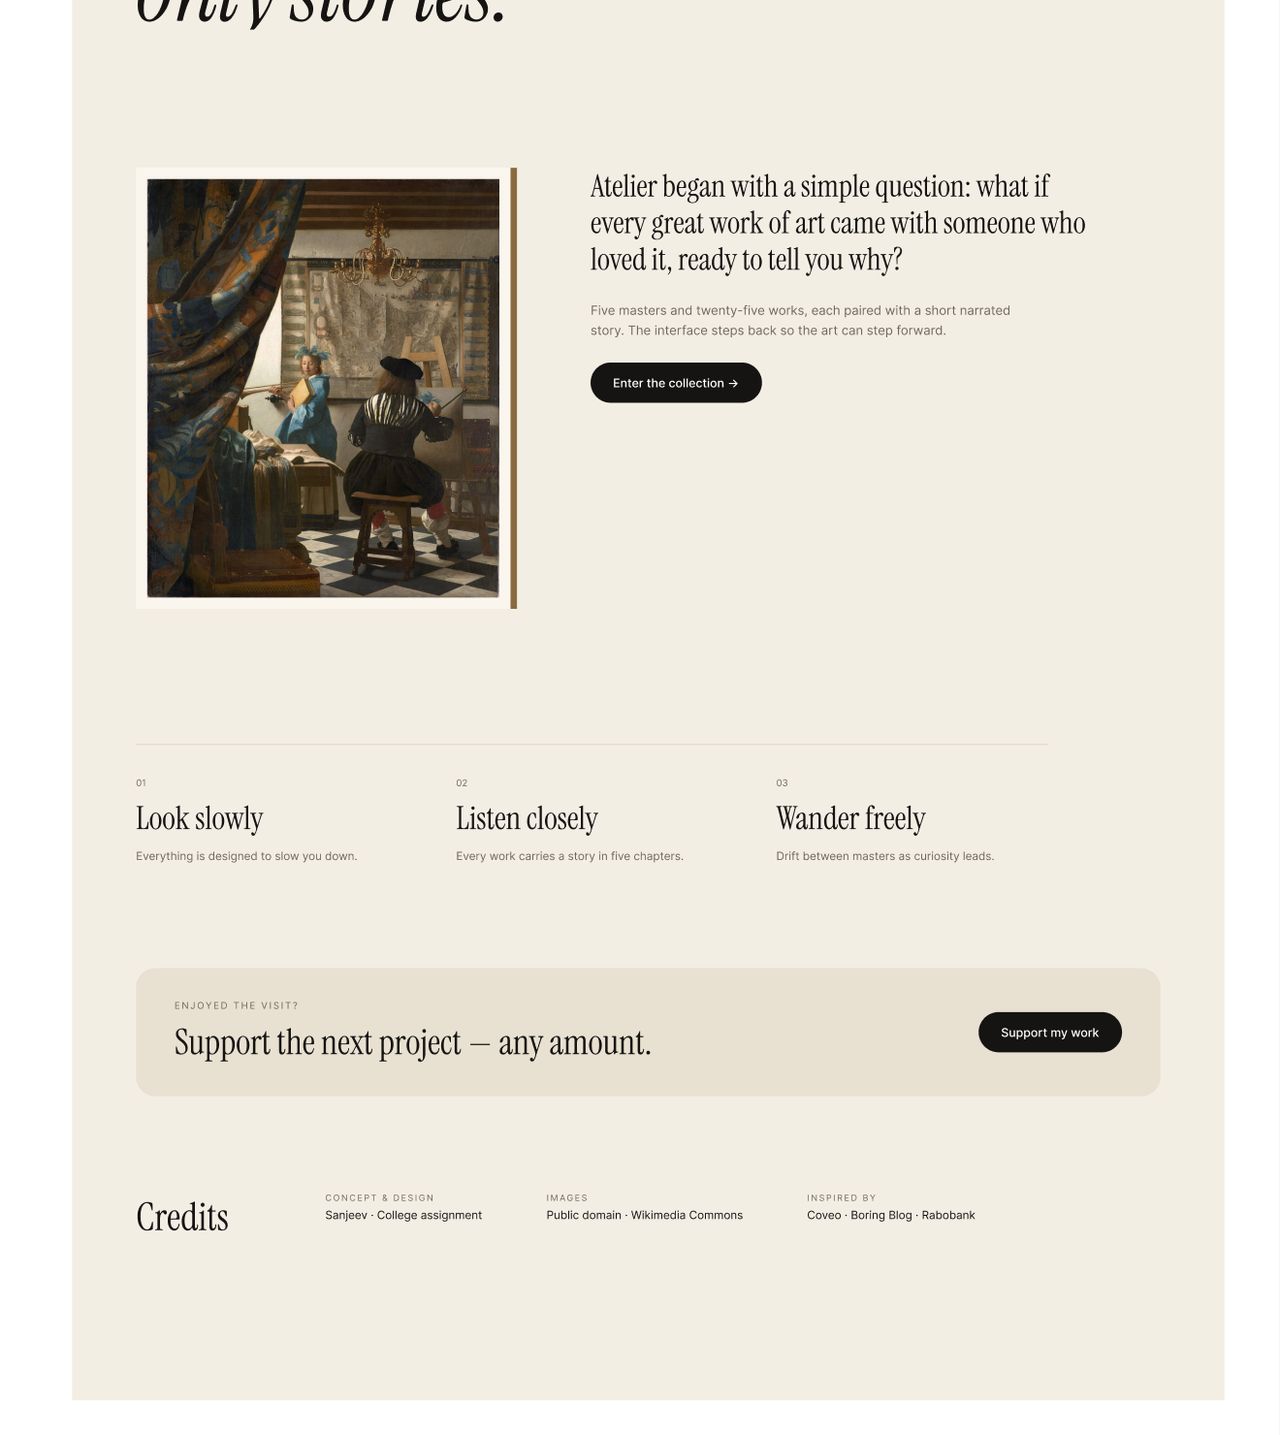 only stories.
Atelier began with a simple question: what if
every great work of art came with someone who
loved it, ready to tell you why?
Five masters and twenty-five works, each paired with a short narrated
story. The interface steps back so the art can step forward.
Enter the collection →
01
Look slowly
Everything is designed to slow you down.
02
Listen closely
Every work carries a story in five chapters.
03
Wander freely
Drift between masters as curiosity leads.
ENJOYED THE VISIT?
Support the next project — any amount.
Support my work
Credits
CONCEPT & DESIGN
Sanjeev · College assignment
IMAGES
Public domain · Wikimedia Commons
INSPIRED BY
Coveo · Boring Blog · Rabobank